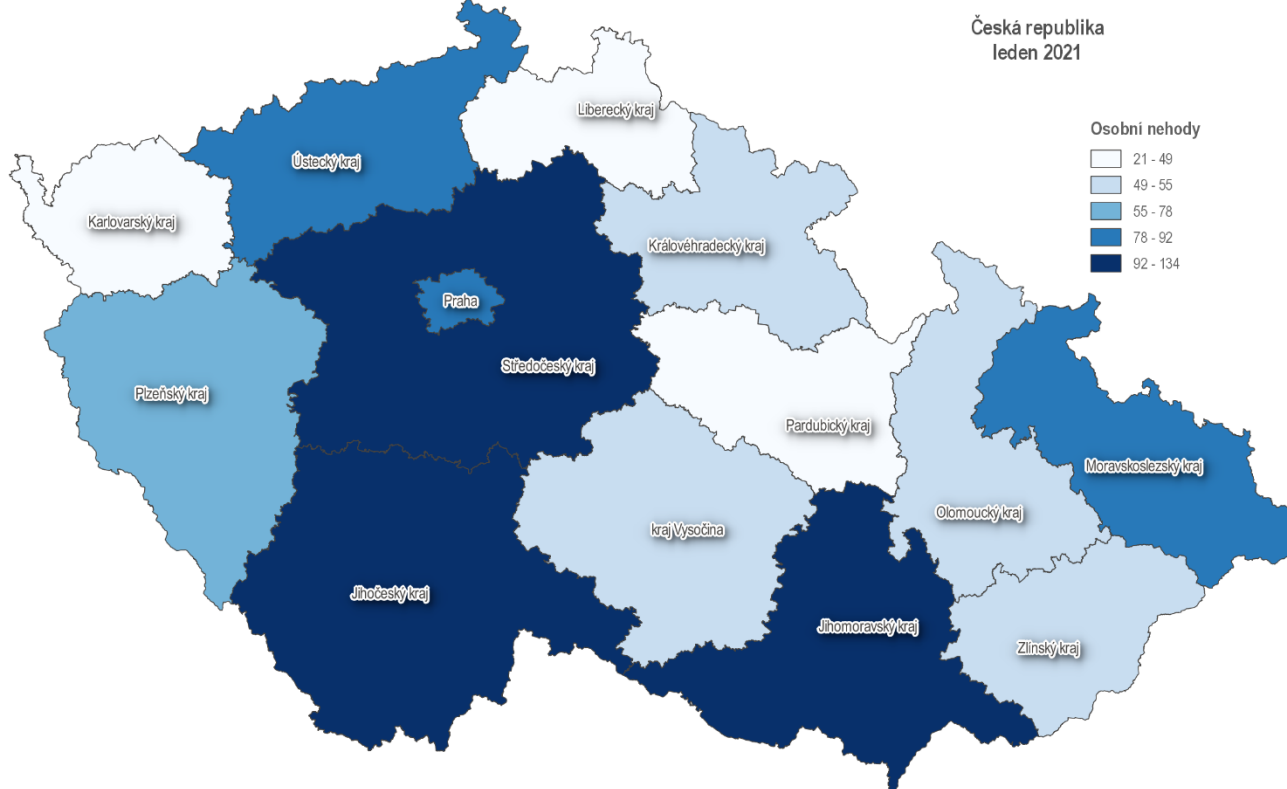 Česká republika
leden 2021
Osobní nehody
21 - 49
49 - 55
55 - 78
78 - 92
92 - 134
Liberecký kraj
Ústecký kraj
Karlovarský kraj
Královéhradecký kraj
Praha
Středočeský kraj
Plzeňský kraj
Pardubický kraj
Moravskoslezský kraj
Olomoucký kraj
kraj Vysočina
Jihočeský kraj
Jihomoravský kraj
Zlínský kraj